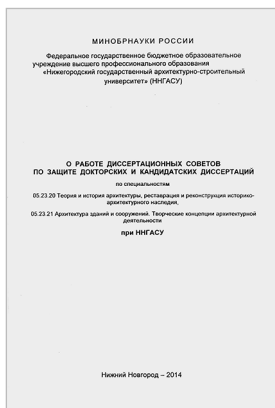 МИНОБРНАУКИ РОССИИ
Федеральное государственное бюджетное образовательное
учреждение высшего профессионального образования
«Нижегородский государственный архитектурно-строительный
университет» (ННГАСУ)
О РАБОТЕ ДИССЕРТАЦИОННЫХ СОВЕТОВ
ПО ЗАЩИТЕ ДОКТОРСКИХ И КАНДИДАТСКИХ ДИССЕРТАЦИЙ
по специальностям
05.23.20 Теория и история архитектуры, реставрация и реконструкция историко-
архитектурного наследия,
05.23.21 Архитектура зданий и сооружений. Творческие концепции архитектурной
деятельности
при ННГАСУ
Нижний Новгород – 2014